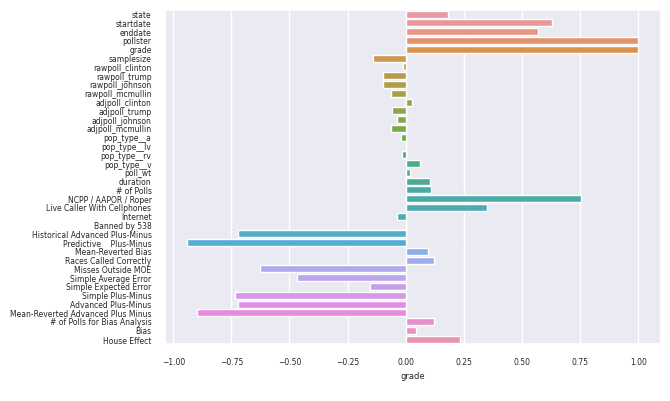 state
startdate
enddate
pollster
grade
samplesize
rawpoll_clinton
rawpoll_trump
rawpoll_johnson
rawpoll_mcmullin
adjpoll_clinton
adjpoll_trump
adjpoll_johnson
adjpoll_mcmullin
pop_type__a
pop_type__lv
pop_type__rv
pop_type__v
poll_wt
duration
# of Polls
NCPP / AAPOR / Roper
Live Caller With Cellphones
Internet
Banned by 538
Historical Advanced Plus-Minus
Predictive    Plus-Minus
Mean-Reverted Bias
Races Called Correctly
Misses Outside MOE
Simple Average Error
Simple Expected Error
Simple Plus-Minus
Advanced Plus-Minus
Mean-Reverted Advanced Plus Minus
# of Polls for Bias Analysis
Bias
House Effect
−1.00 −0.75 −0.50 −0.25 0.00 0.25 0.50 0.75 1.00
grade